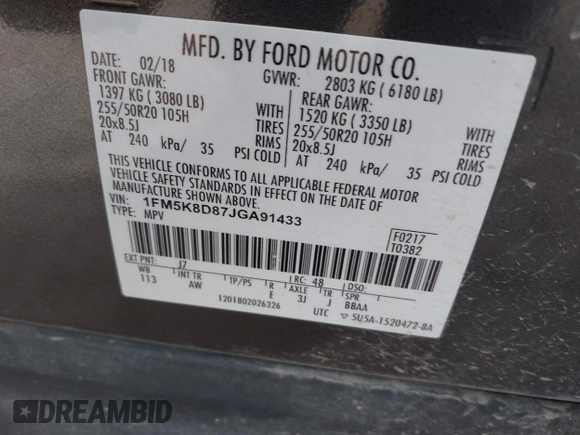 MFD. BY FORD MOTOR CO.
DATE: 02/18 GVWR: 2803 KG ( 6180 LB)
FRONT GAWR: REAR GAWR:
1397 KG ( 3080 LB) WITH 1520 KG ( 3350 LB) WITH
255/50R20 105H TIRES 255/50R20 105H TIRES
20x8.5J RIMS 20x8.5J RIMS
AT 240 kPa/ 35 PSI COLD AT 240 kPa/ 35 PSI COLD
THIS VEHICLE CONFORMS TO ALL APPLICABLE FEDERAL MOTOR
VEHICLE SAFETY STANDARDS IN EFFECT ON THE DATE OF
MANUFACTURE SHOWN ABOVE.
VIN: 1FM5K8D87JGA91433 F0217
TYPE: MPV T0382
EXT PNT: J7 RC: 48 DSO:
WB INT TR TP/PS R AXLE TR SPR
113 AW E 3J J BBAA
1201802026326 UTC ▽ 5U5A-1520472-BA
DREAMBID